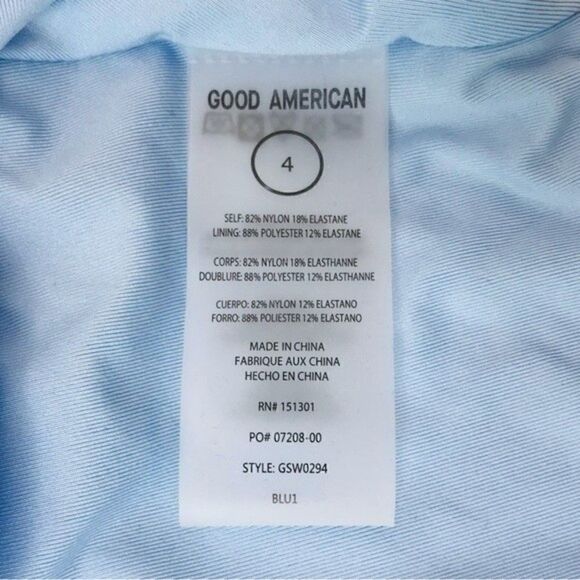 GOOD AMERICAN
4
SELF: 82% NYLON 18% ELASTANE
LINING: 88% POLYESTER 12% ELASTANE
CORPS: 82% NYLON 18% ELASTHANNE
DOUBLURE: 88% POLYESTER 12% ELASTHANNE
CUERPO: 82% NYLON 12% ELASTANO
FORRO: 88% POLIESTER 12% ELASTANO
MADE IN CHINA
FABRIQUE AUX CHINA
HECHO EN CHINA
RN# 151301
PO# 07208-00
STYLE: GSW0294
BLU1